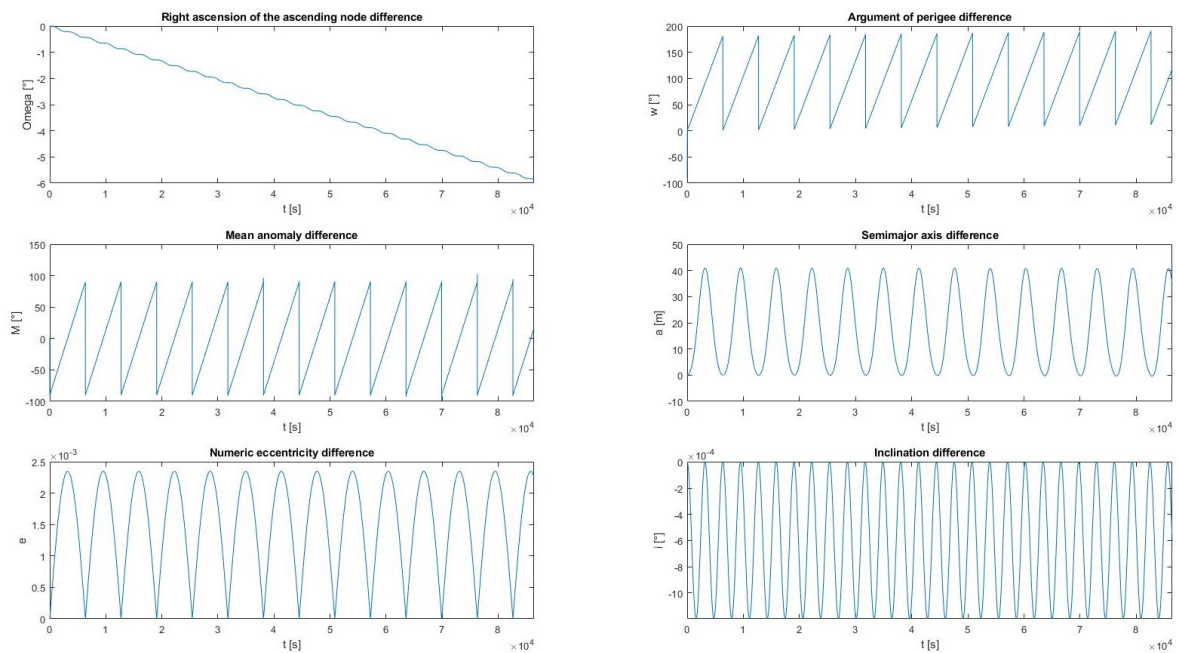 Right ascension of the ascending node difference
0
-1
-2
-3
-4
-5
-6
Omega [°]
0 1 2 3 4 5 6 7 8
t [s]
×10^4
Argument of perigee difference
200
150
100
50
0
-50
-100
w [°]
0 1 2 3 4 5 6 7 8
t [s]
×10^4
Mean anomaly difference
150
100
50
0
-50
-100
M [°]
0 1 2 3 4 5 6 7 8
t [s]
×10^4
Semimajor axis difference
50
40
30
20
10
0
-10
a [m]
0 1 2 3 4 5 6 7 8
t [s]
×10^4
Numeric eccentricity difference
×10^-3
2.5
2
1.5
1
0.5
0
e
0 1 2 3 4 5 6 7 8
t [s]
×10^4
Inclination difference
×10^-4
0
-2
-4
-6
-8
-10
i [°]
0 1 2 3 4 5 6 7 8
t [s]
×10^4